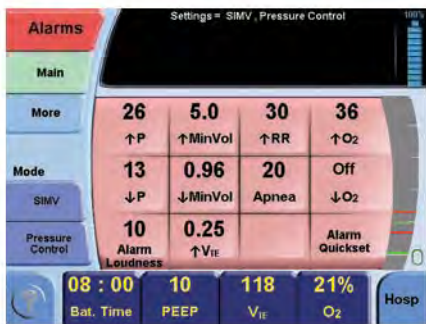 Alarms
Settings= SIMV , Pressure Control
100%
Main
More
26 5.0 30 36
↑P ↑MinVol ↑RR ↑O2
Mode
13 0.96 20 Off
↓P ↓MinVol Apnea ↓O2
SIMV
Pressure
Control
10 0.25
Alarm
Loudness
↑VTE
Alarm
Quickset
0
08 : 00 10 118 21%
Bat. Time PEEP VTE O2
Hosp
?